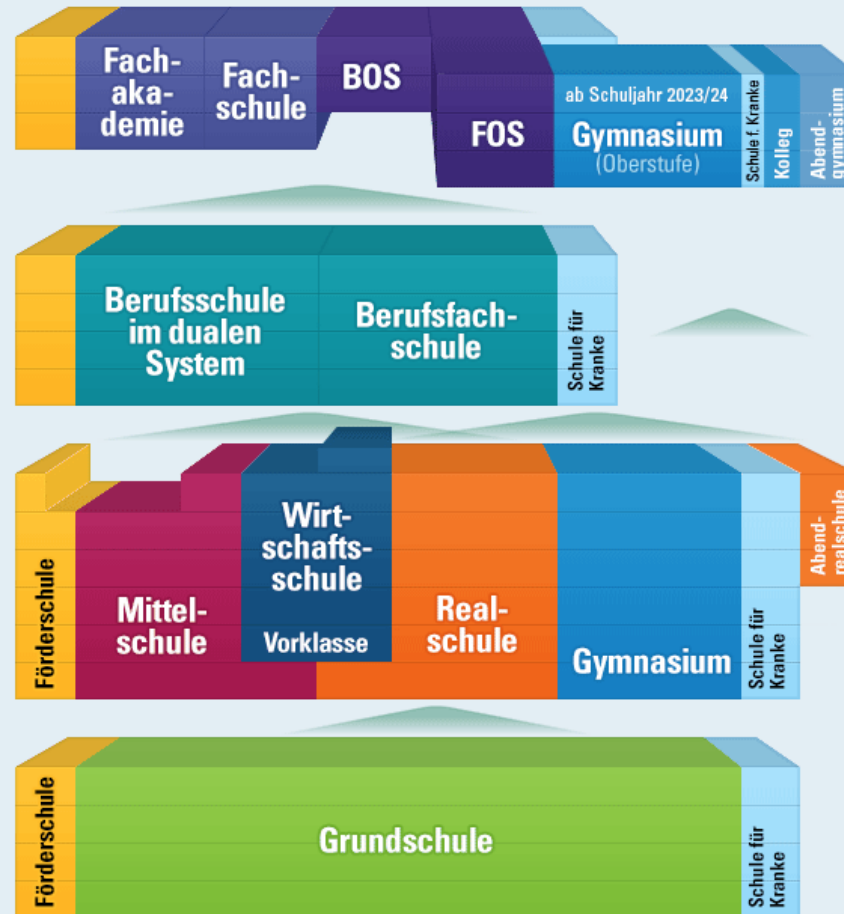 Fach-
aka-
demie
Fach-
schule
BOS
FOS
ab Schuljahr 2023/24
Gymnasium
(Oberstufe)
Schule f. Kranke
Kolleg
Abend-
gymnasium
Berufsschule
im dualen
System
Berufsfach-
schule
Schule für
Kranke
Förderschule
Mittel-
schule
Wirt-
schafts-
schule
Vorklasse
Real-
schule
Gymnasium
Schule für
Kranke
Abend-
realschule
Förderschule
Grundschule
Schule für
Kranke